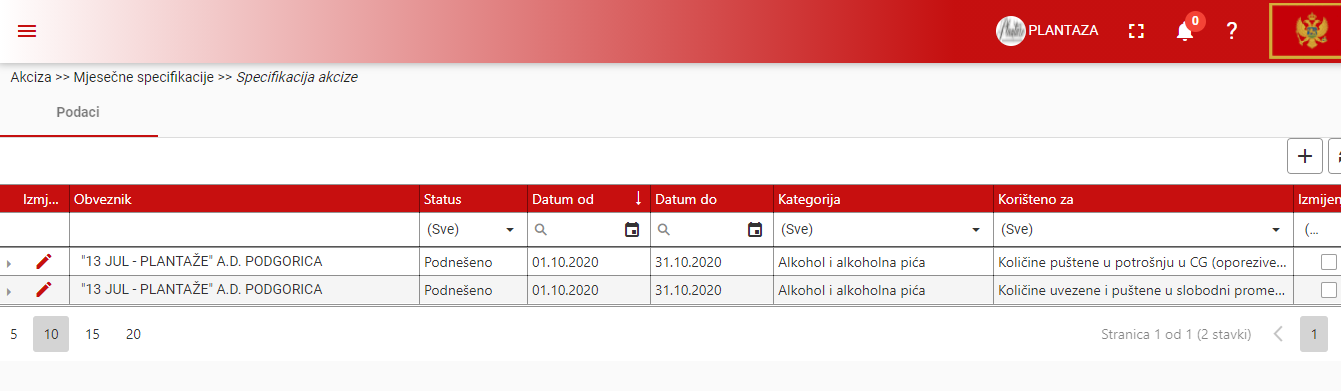 PLANTAZA
0
?
Akciza >> Mjesečne specifikacije >> Specifikacija akcize
Podaci
+
Izmj... Obveznik Status Datum od ↓ Datum do Kategorija Korišteno za Izmijen
(Sve) (Sve) (Sve) (...
"13 JUL - PLANTAŽE" A.D. PODGORICA Podnešeno 01.10.2020 31.10.2020 Alkohol i alkoholna pića Količine puštene u potrošnju u CG (oporezive...
"13 JUL - PLANTAŽE" A.D. PODGORICA Podnešeno 01.10.2020 31.10.2020 Alkohol i alkoholna pića Količine uvezene i puštene u slobodni prome...
5 10 15 20 Stranica 1 od 1 (2 stavki) 1